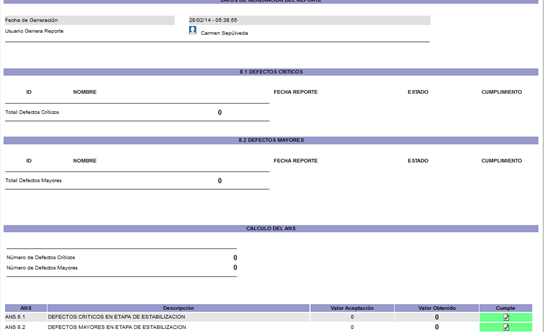 DATOS DE GENERACION DEL REPORTE
Fecha de Generación 28/02/14 - 05:38:55
Usuario Genera Reporte Carmen Sepúlveda
8.1 DEFECTOS CRITICOS
ID NOMBRE FECHA REPORTE ESTADO CUMPLIMIENTO
Total Defectos Críticos 0
8.2 DEFECTOS MAYORES
ID NOMBRE FECHA REPORTE ESTADO CUMPLIMIENTO
Total Defectos Mayores 0
CALCULO DEL ANS
Número de Defectos Críticos 0
Número de Defectos Mayores 0
ANS Descripción Valor Aceptación Valor Obtenido Cumple
ANS 8.1 DEFECTOS CRITICOS EN ETAPA DE ESTABILIZACION 0 0
ANS 8.2 DEFECTOS MAYORES EN ETAPA DE ESTABILIZACION 0 0